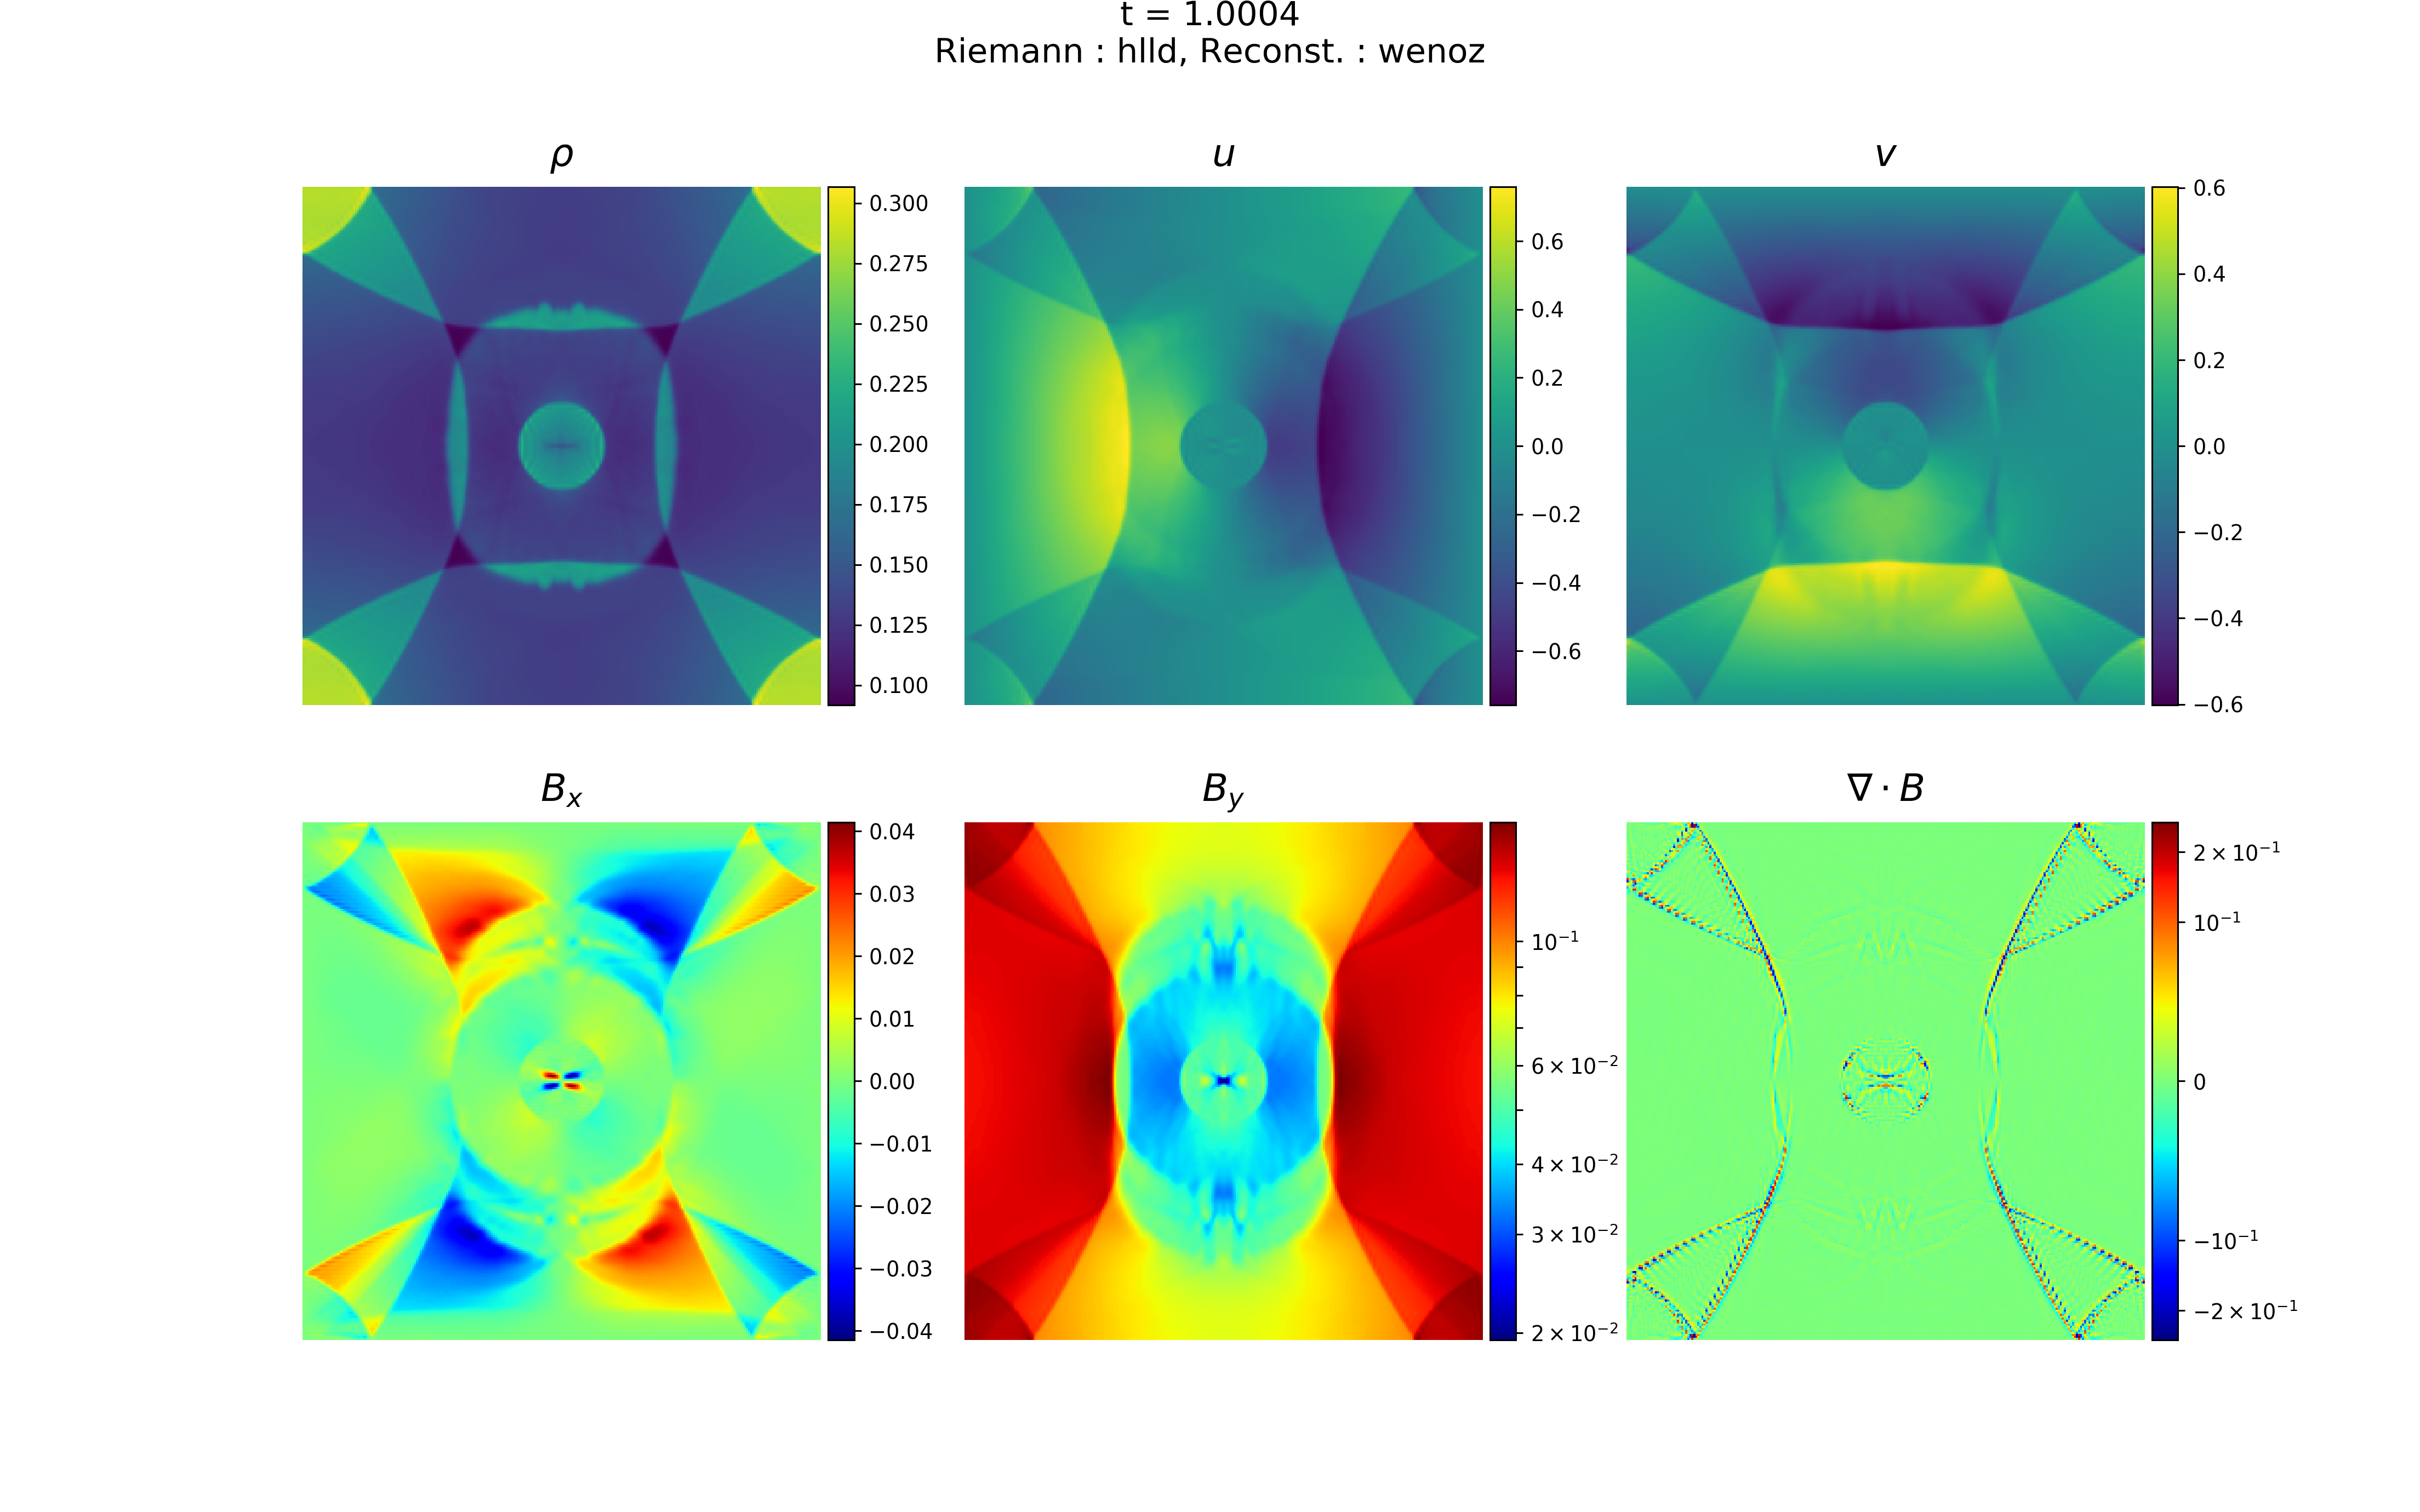 t = 1.0004
Riemann : hlld, Reconst. : wenoz
ρ
0.300
0.275
0.250
0.225
0.200
0.175
0.150
0.125
0.100
u
0.6
0.4
0.2
0.0
−0.2
−0.4
−0.6
v
0.6
0.4
0.2
0.0
−0.2
−0.4
−0.6
Bₓ
0.04
0.03
0.02
0.01
0.00
−0.01
−0.02
−0.03
−0.04
B_y
10⁻¹
6 × 10⁻²
4 × 10⁻²
3 × 10⁻²
2 × 10⁻²
∇ · B
2 × 10⁻¹
10⁻¹
0
−10⁻¹
−2 × 10⁻¹